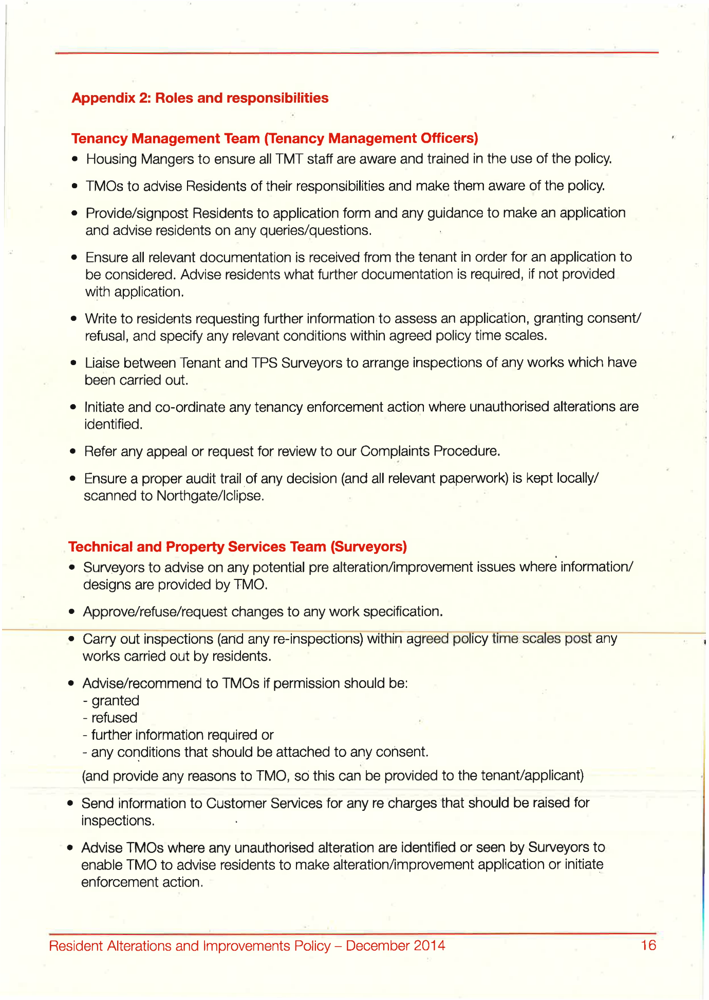 Appendix 2: Roles and responsibilities
Tenancy Management Team (Tenancy Management Officers)
• Housing Mangers to ensure all TMT staff are aware and trained in the use of the policy.
• TMOs to advise Residents of their responsibilities and make them aware of the policy.
• Provide/signpost Residents to application form and any guidance to make an application
and advise residents on any queries/questions.
• Ensure all relevant documentation is received from the tenant in order for an application to
be considered. Advise residents what further documentation is required, if not provided
with application.
• Write to residents requesting further information to assess an application, granting consent/
refusal, and specify any relevant conditions within agreed policy time scales.
• Liaise between Tenant and TPS Surveyors to arrange inspections of any works which have
been carried out.
• Initiate and co-ordinate any tenancy enforcement action where unauthorised alterations are
identified.
• Refer any appeal or request for review to our Complaints Procedure.
• Ensure a proper audit trail of any decision (and all relevant paperwork) is kept locally/
scanned to Northgate/Iclipse.
Technical and Property Services Team (Surveyors)
• Surveyors to advise on any potential pre alteration/improvement issues where information/
designs are provided by TMO.
• Approve/refuse/request changes to any work specification.
• Carry out inspections (and any re-inspections) within agreed policy time scales post any
works carried out by residents.
• Advise/recommend to TMOs if permission should be:
- granted
- refused
- further information required or
- any conditions that should be attached to any consent.
(and provide any reasons to TMO, so this can be provided to the tenant/applicant)
• Send information to Customer Services for any re charges that should be raised for
inspections.
• Advise TMOs where any unauthorised alteration are identified or seen by Surveyors to
enable TMO to advise residents to make alteration/improvement application or initiate
enforcement action.
Resident Alterations and Improvements Policy – December 2014 16